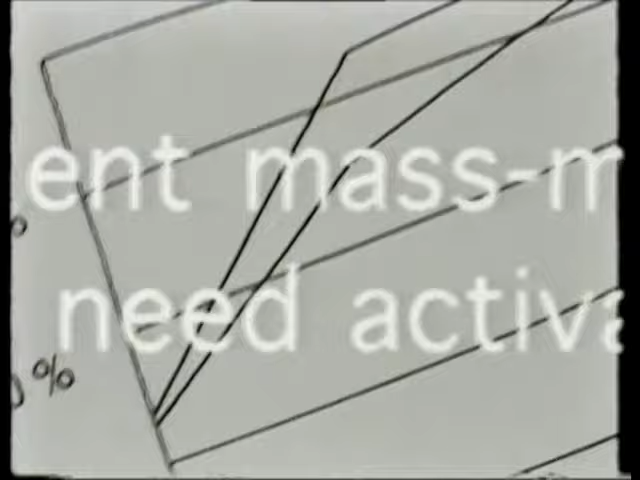 ent mass-m
need activa
%
%